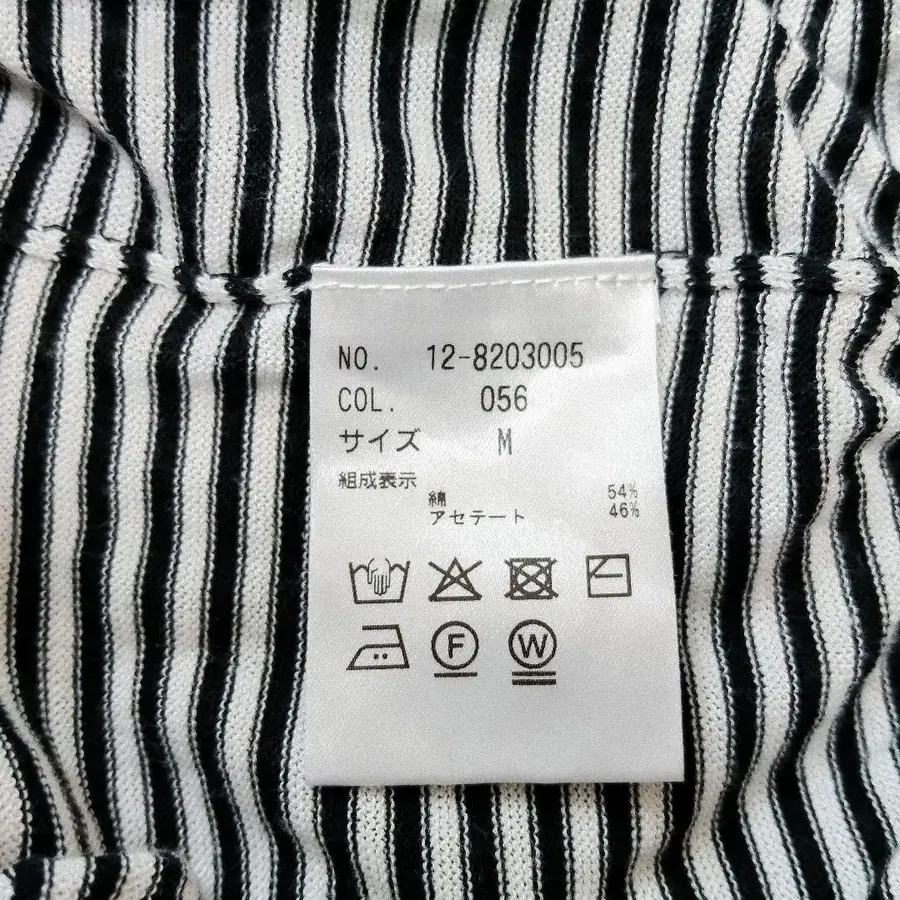 NO. 12-8203005
COL. 056
サイズ M
組成表示
綿 54%
アセテート 46%
F W